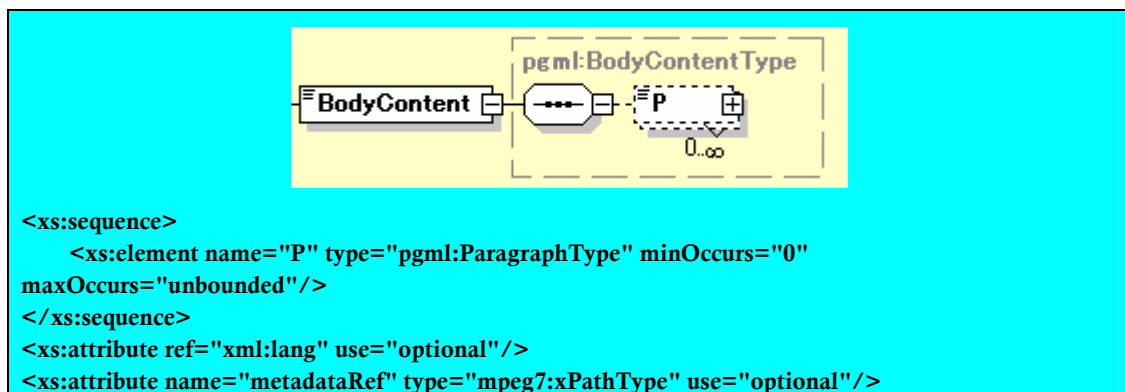 pgml:BodyContentType
BodyContent
P
0..∞
<xs:sequence>
<xs:element name="P" type="pgml:ParagraphType" minOccurs="0"
maxOccurs="unbounded"/>
</xs:sequence>
<xs:attribute ref="xml:lang" use="optional"/>
<xs:attribute name="metadataRef" type="mpeg7:xPathType" use="optional"/>